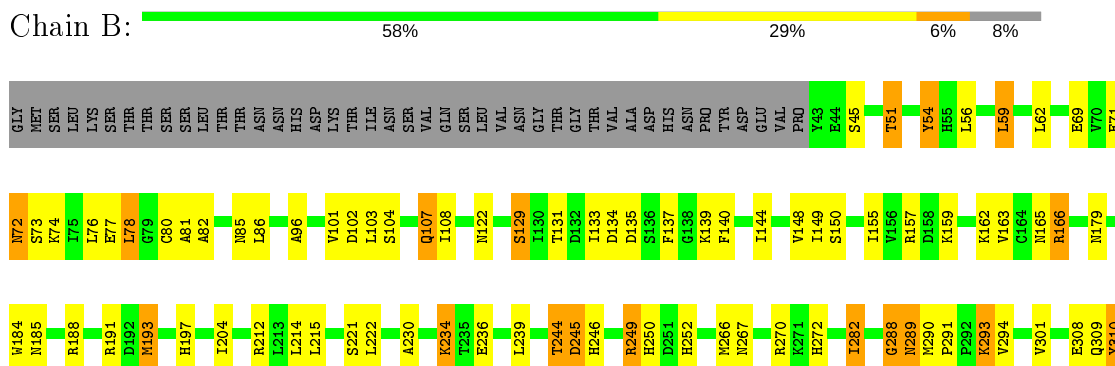 Chain B:
58% 29% 6% 8%
GLY MET SER LEU LYS SER THR THR SER SER LEU THR THR ASN ASN HIS ASP LYS THR ILE ASN SER VAL GLN SER LEU VAL ASN GLY THR GLY THR VAL ALA ASP HIS ASN PRO TYR ASP GLU VAL PRO Y43 E44 S45 T51 Y54 H55 L56 L59 L62 E69 V70 E71
N72 S73 K74 I75 L76 E77 L78 G79 C80 A81 A82 N85 L86 A96 V101 D102 L103 S104 Q107 I108 N122 S129 I130 T131 D132 I133 D134 D135 S136 F137 G138 K139 F140 I144 V148 I149 S150 I155 V156 R157 D158 K159 K162 V163 C164 N165 R166 N179
W184 N185 R188 R191 D192 M193 H197 I204 R212 L213 L214 L215 S221 L222 A230 K234 T235 E236 L239 T244 D245 H246 R249 H250 D251 H252 M266 N267 R270 K271 H272 I282 G288 N289 M290 P291 P292 K293 V294 V301 E308 Q309